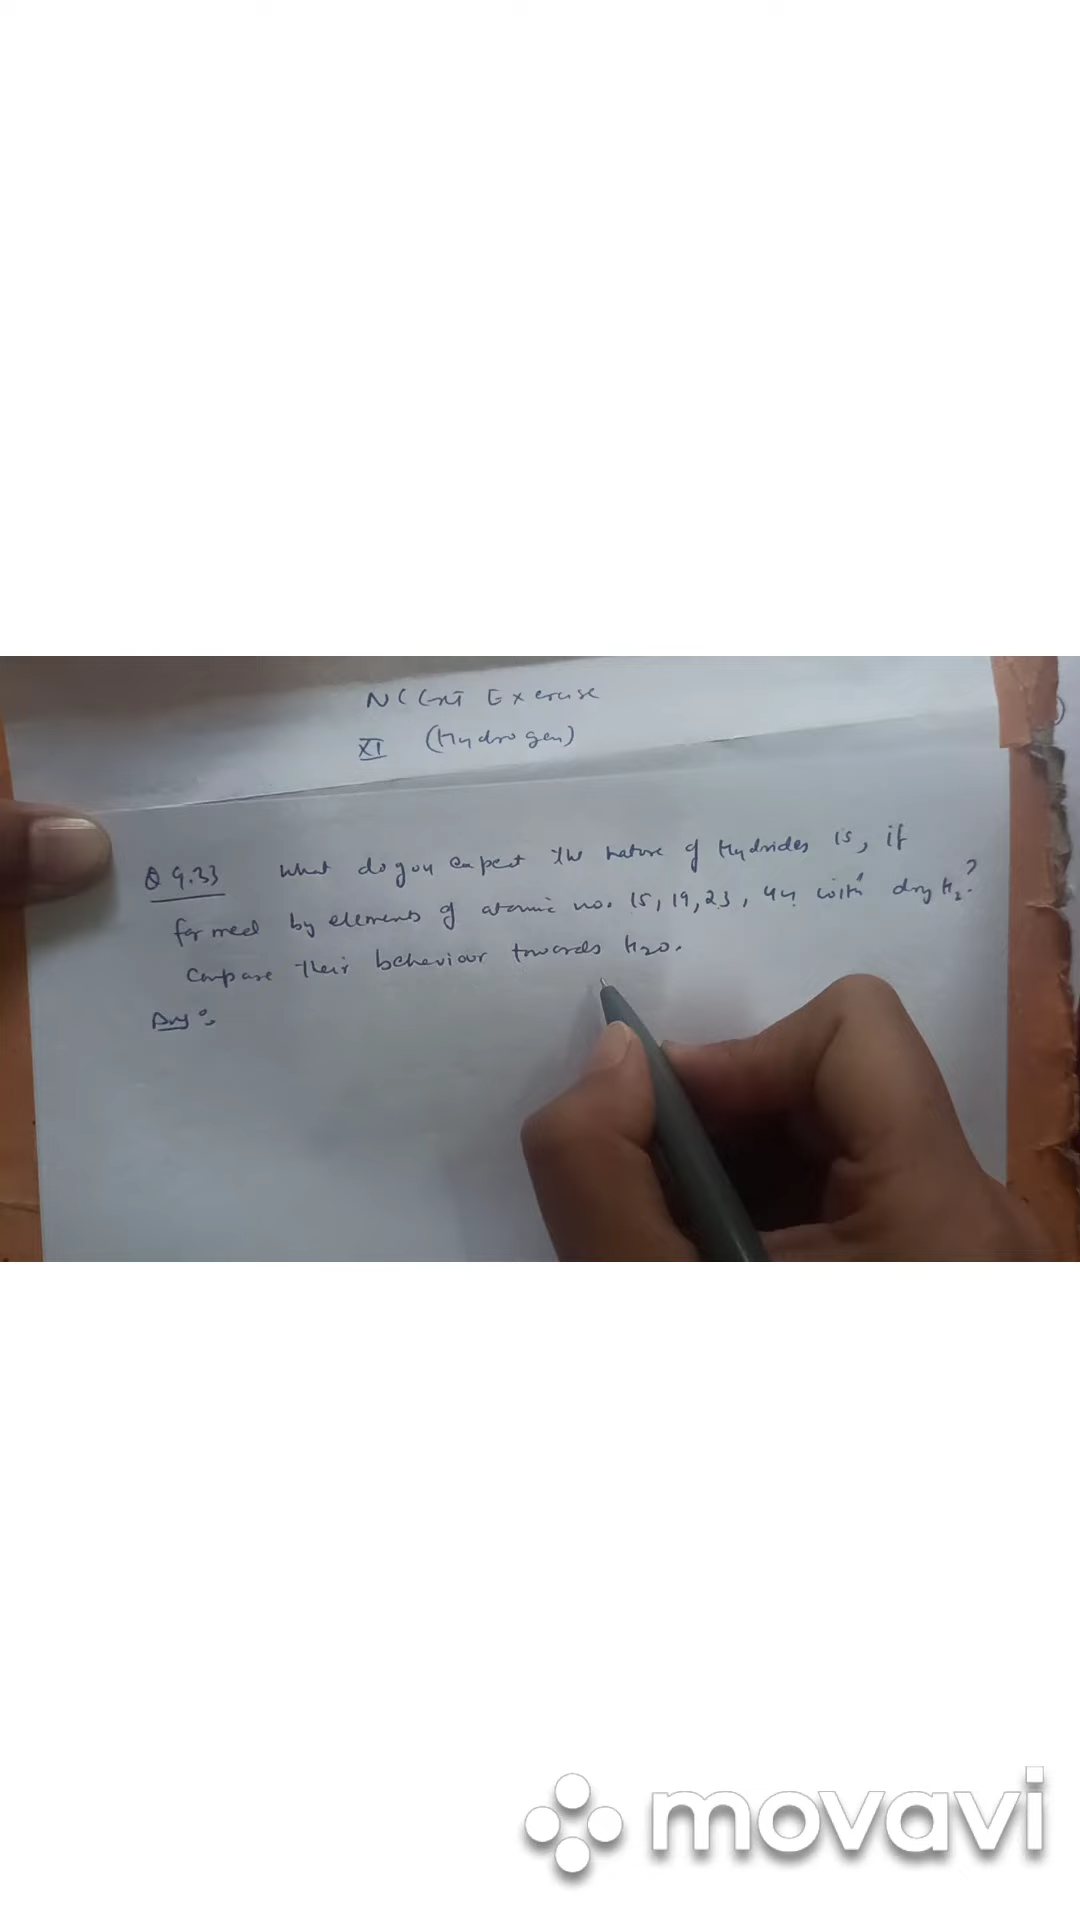 NCERT Exercise
XI (Hydrogen)
Q 9.33 What do you expect the nature of Hydrides is, if
formed by elements of atomic no. 15, 19, 23, 44 with dry H2?
Compare their behaviour towards H2O.
Ans:
movavi